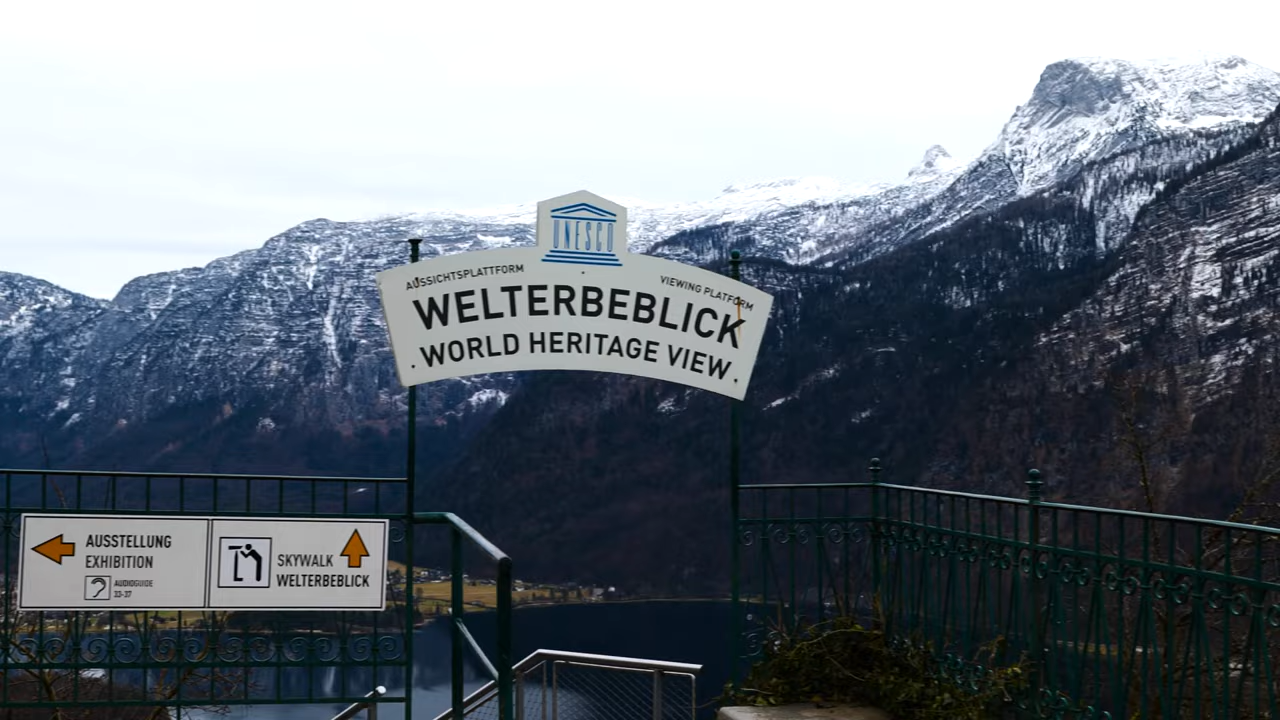 UNESCO
AUSSICHTSPLATTFORM
VIEWING PLATFORM
WELTERBEBLICK
WORLD HERITAGE VIEW
AUSSTELLUNG
EXHIBITION
AUDIOGUIDE
33-37
SKYWALK
WELTERBEBLICK